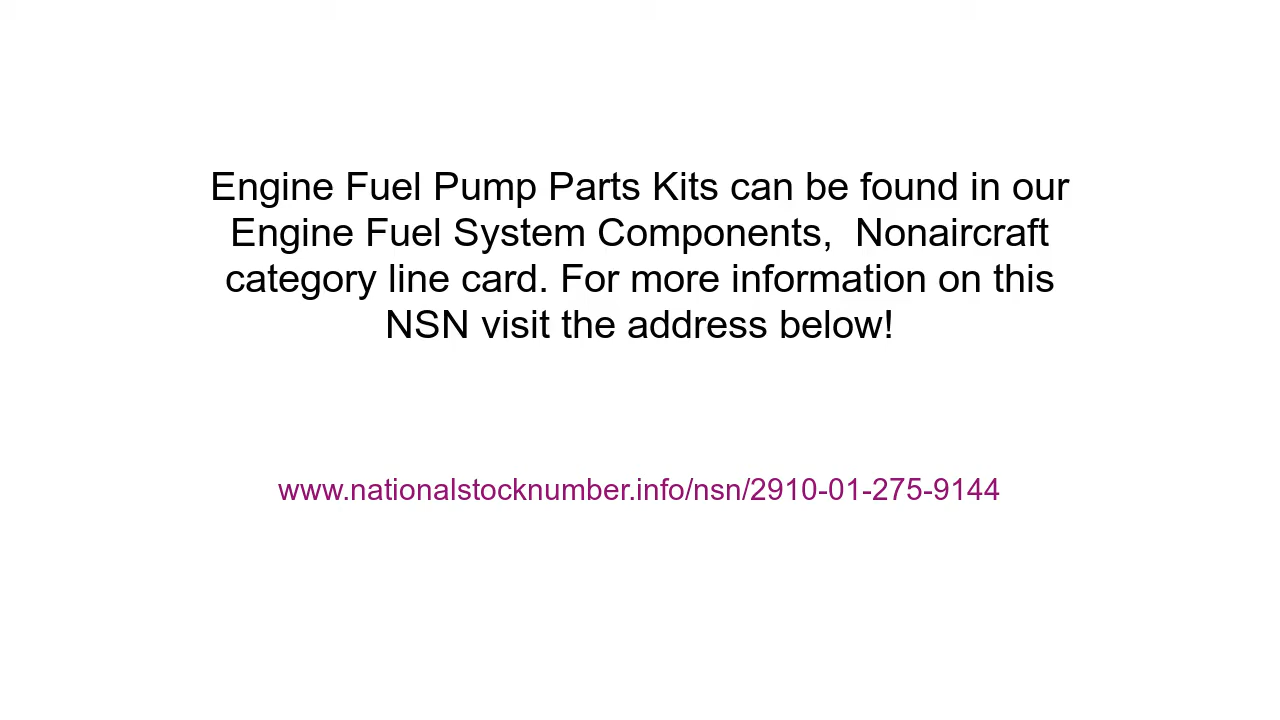 Engine Fuel Pump Parts Kits can be found in our
Engine Fuel System Components,  Nonaircraft
category line card. For more information on this
NSN visit the address below!
www.nationalstocknumber.info/nsn/2910-01-275-9144